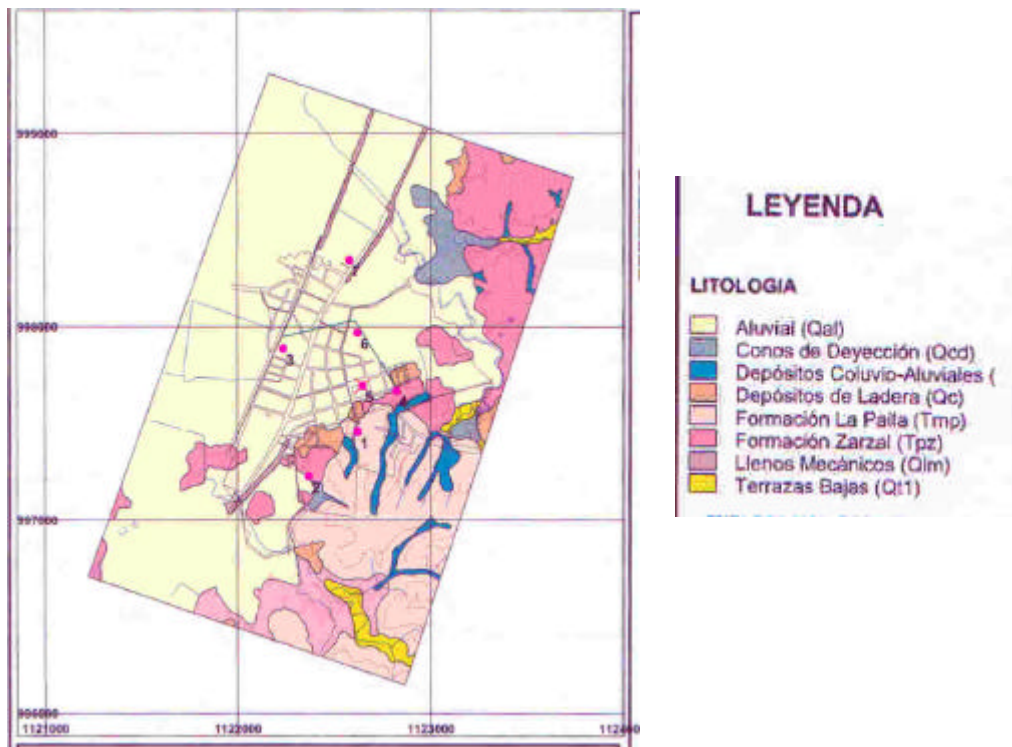 999000
998000
997000
996000
1121000
1122000
1123000
7
3
6
5
1
LEYENDA
LITOLOGIA
Aluvial (Qal)
Conos de Deyección (Qcd)
Depósitos Coluvio-Aluviales (
Depósitos de Ladera (Qc)
Formación La Paila (Tmp)
Formación Zarzal (Tpz)
Llenos Mecánicos (Qlm)
Terrazas Bajas (Qt1)